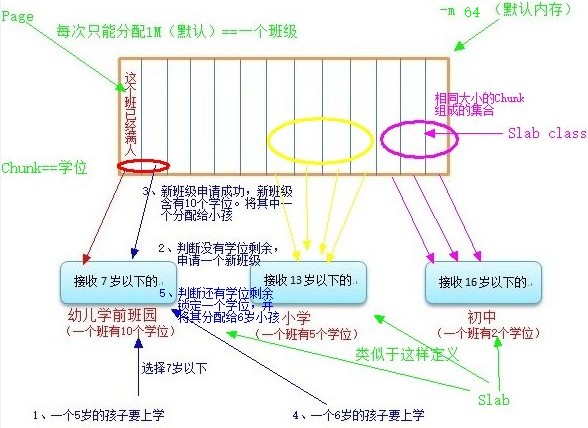 Page
每次只能分配1M（默认）==一个班级
-m 64 （默认内存）
这个班已经满人
相同大小的Chunk
组成的集合
Slab class
Chunk==学位
3、新班级申请成功，新班级
含有10个学位。将其中一
个分配给小孩
2、判断没有学位剩余，
申请一个新班级
接收 7 岁以下的
接收 13 岁以下的
接收 16 岁以下的
5、判断还有学位剩余
锁定一个学位；并
将其分配给6岁小孩
幼儿学前班园
（一个班有10个学位）
小学
（一个班有5个学位）
初中
（一个班有2个学位）
类似于这样定义
选择7岁以下
Slab
1、一个5岁的孩子要上学
4、一个6岁的孩子要上学